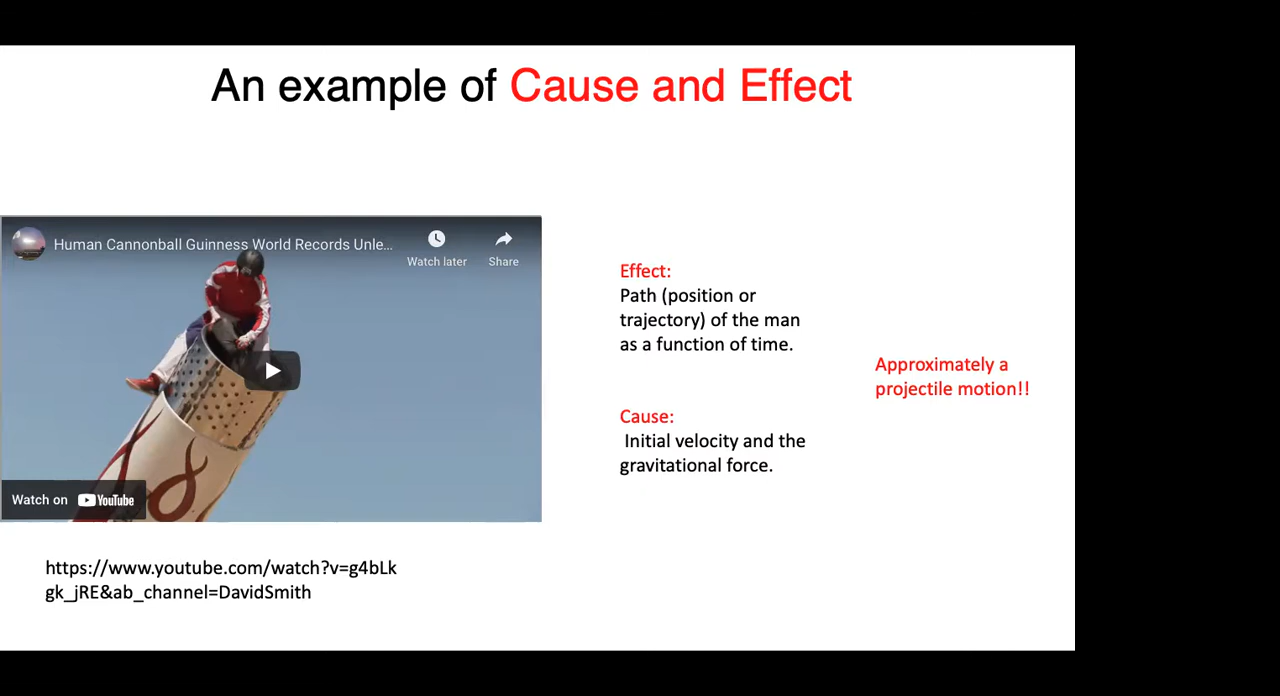 An example of Cause and Effect
Human Cannonball Guinness World Records Unle...
Watch later
Share
Watch on YouTube
https://www.youtube.com/watch?v=g4bLk
gk_jRE&ab_channel=DavidSmith
Effect:
Path (position or
trajectory) of the man
as a function of time.
Cause:
Initial velocity and the
gravitational force.
Approximately a
projectile motion!!